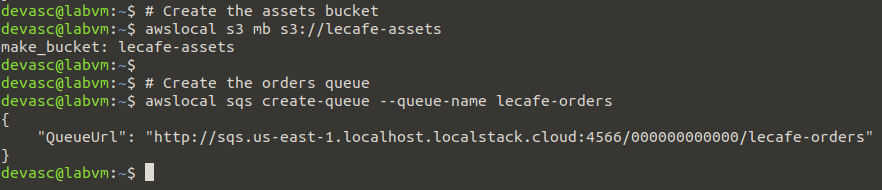 devasc@labvm:~$ # Create the assets bucket
devasc@labvm:~$ awslocal s3 mb s3://lecafe-assets
make_bucket: lecafe-assets
devasc@labvm:~$
devasc@labvm:~$ # Create the orders queue
devasc@labvm:~$ awslocal sqs create-queue --queue-name lecafe-orders
{
    "QueueUrl": "http://sqs.us-east-1.localhost.localstack.cloud:4566/000000000000/lecafe-orders"
}
devasc@labvm:~$